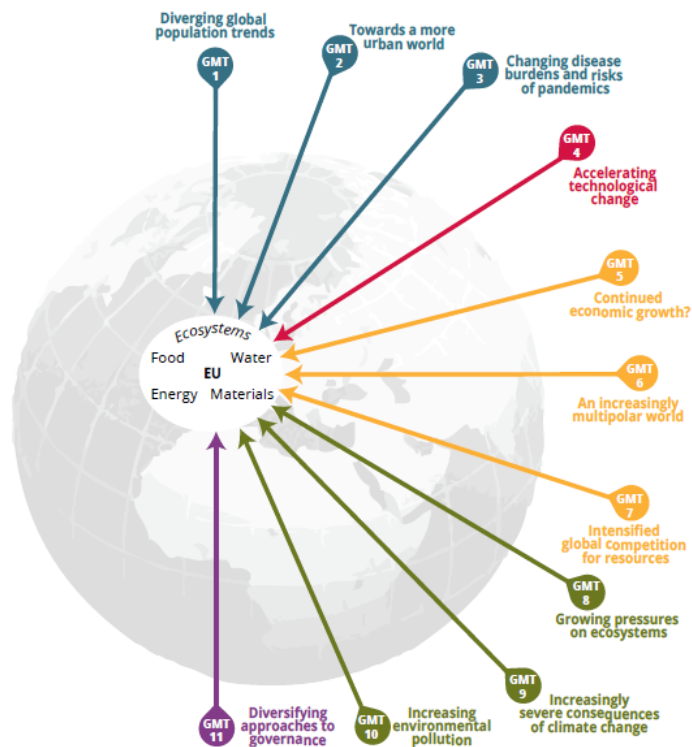 Diverging global
population trends
GMT
1
Towards a more
urban world
GMT
2
Changing disease
burdens and risks
of pandemics
GMT
3
GMT
4
Accelerating
technological
change
GMT
5
Continued
economic growth?
GMT
6
An increasingly
multipolar world
GMT
7
Intensified
global competition
for resources
GMT
8
Growing pressures
on ecosystems
GMT
9
Increasingly
severe consequences
of climate change
GMT
10
Increasing
environmental
pollution
GMT
11
Diversifying
approaches to
governance
Ecosystems
Food Water
EU
Energy Materials